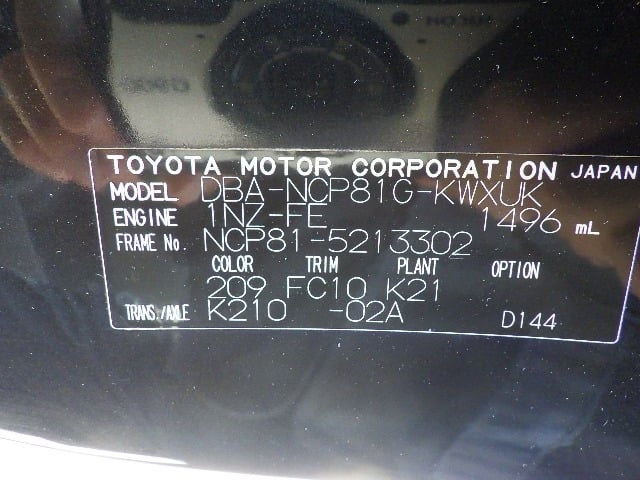 TOYOTA MOTOR CORPORATION JAPAN
MODEL DBA-NCP81G-KWXUK
ENGINE 1NZ-FE 1496 mL
FRAME No. NCP81-5213302
COLOR TRIM PLANT OPTION
209 FC10 K21
TRANS./AXLE K210 -02A D144